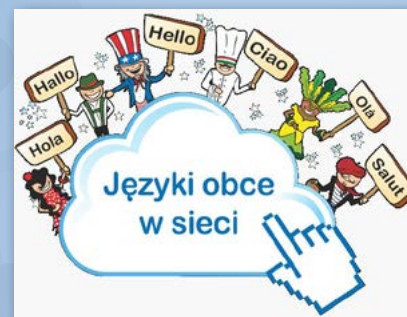 Hola
Hallo
Hello
Ciao
Olá
Salut
Języki obce
w sieci